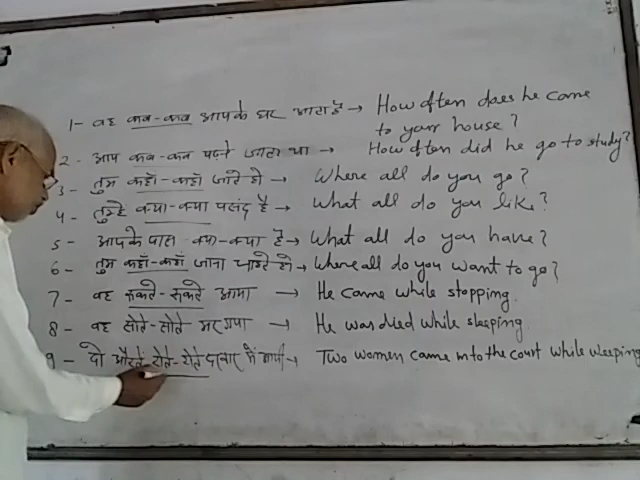 1- वह कब-कब आपके घर आता है → How often does he come
to your house?
2 - आप कब-कब पढ़ने जाता था → How often did he go to study?
3 - तुम कहाँ-कहाँ जाते हो → Where all do you go?
4 - तुम्हे क्या-क्या पसंद है → What all do you like?
5 - आपके पास क्या-क्या है → What all do you have?
6 - तुम कहाँ-कहाँ जाना चाहते हो → Where all do you want to go?
7 - वह रुकते-रुकते आया → He came while stopping.
8 - वह सोते-सोते मर गया → He was died while sleeping.
9 - दो औरतें रोते-रोते दरबार में आयी → Two women came into the court while weeping